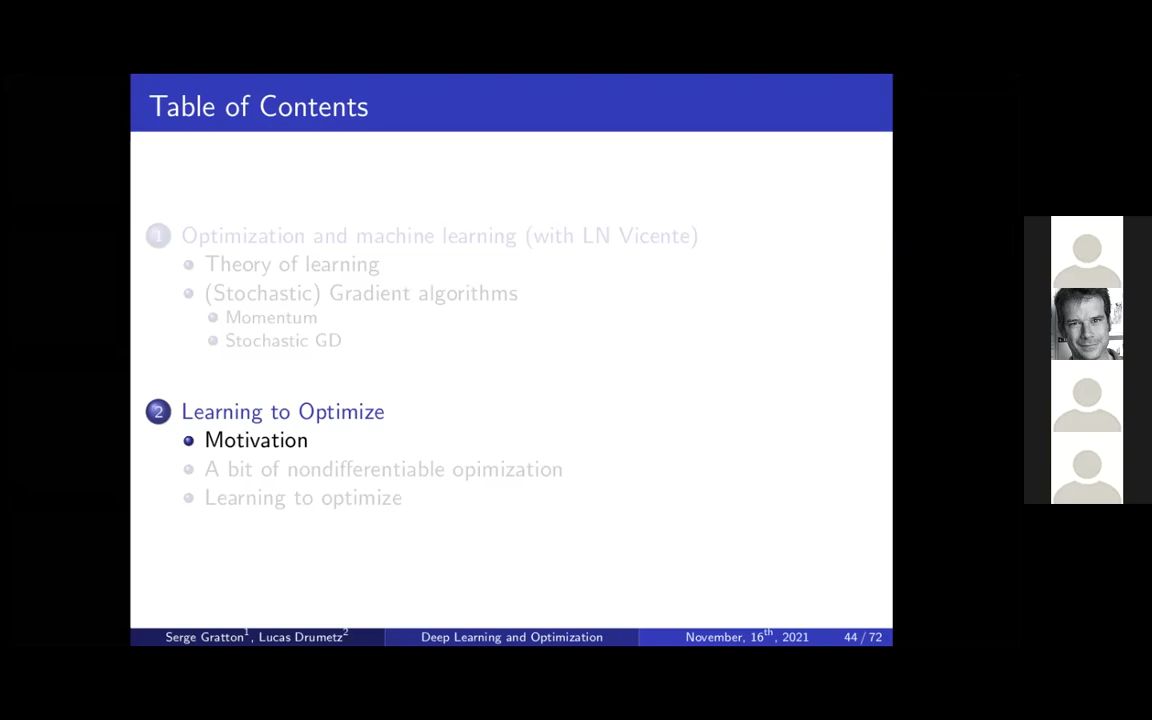 Table of Contents
1 Optimization and machine learning (with LN Vicente)
Theory of learning
(Stochastic) Gradient algorithms
Momentum
Stochastic GD
2 Learning to Optimize
Motivation
A bit of nondifferentiable opimization
Learning to optimize
Serge Gratton1, Lucas Drumetz2 Deep Learning and Optimization November, 16th, 2021 44 / 72